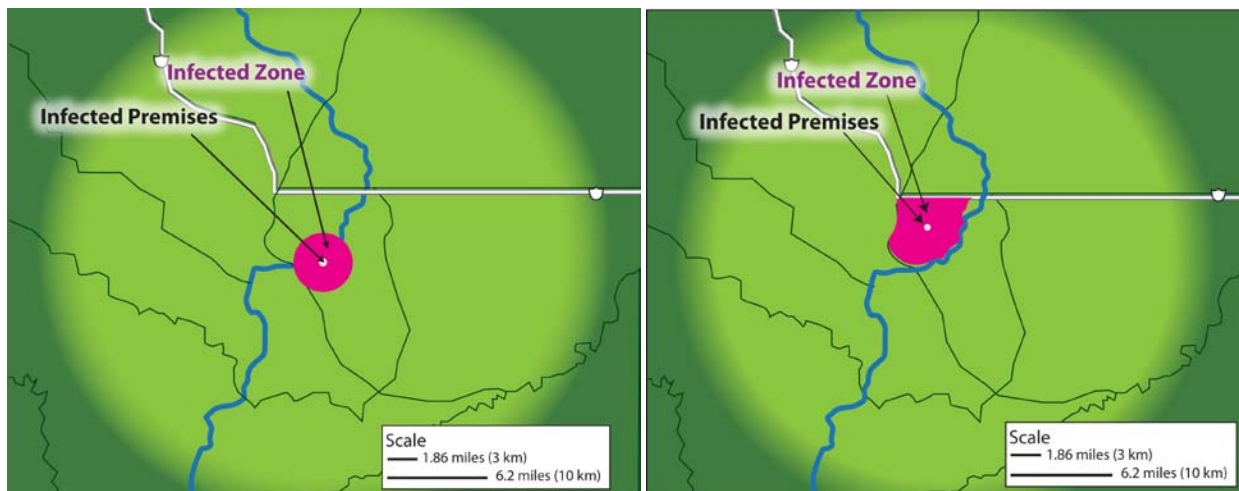 Infected Zone
Infected Premises
Scale
1.86 miles (3 km)
6.2 miles (10 km)
Infected Zone
Infected Premises
Scale
1.86 miles (3 km)
6.2 miles (10 km)